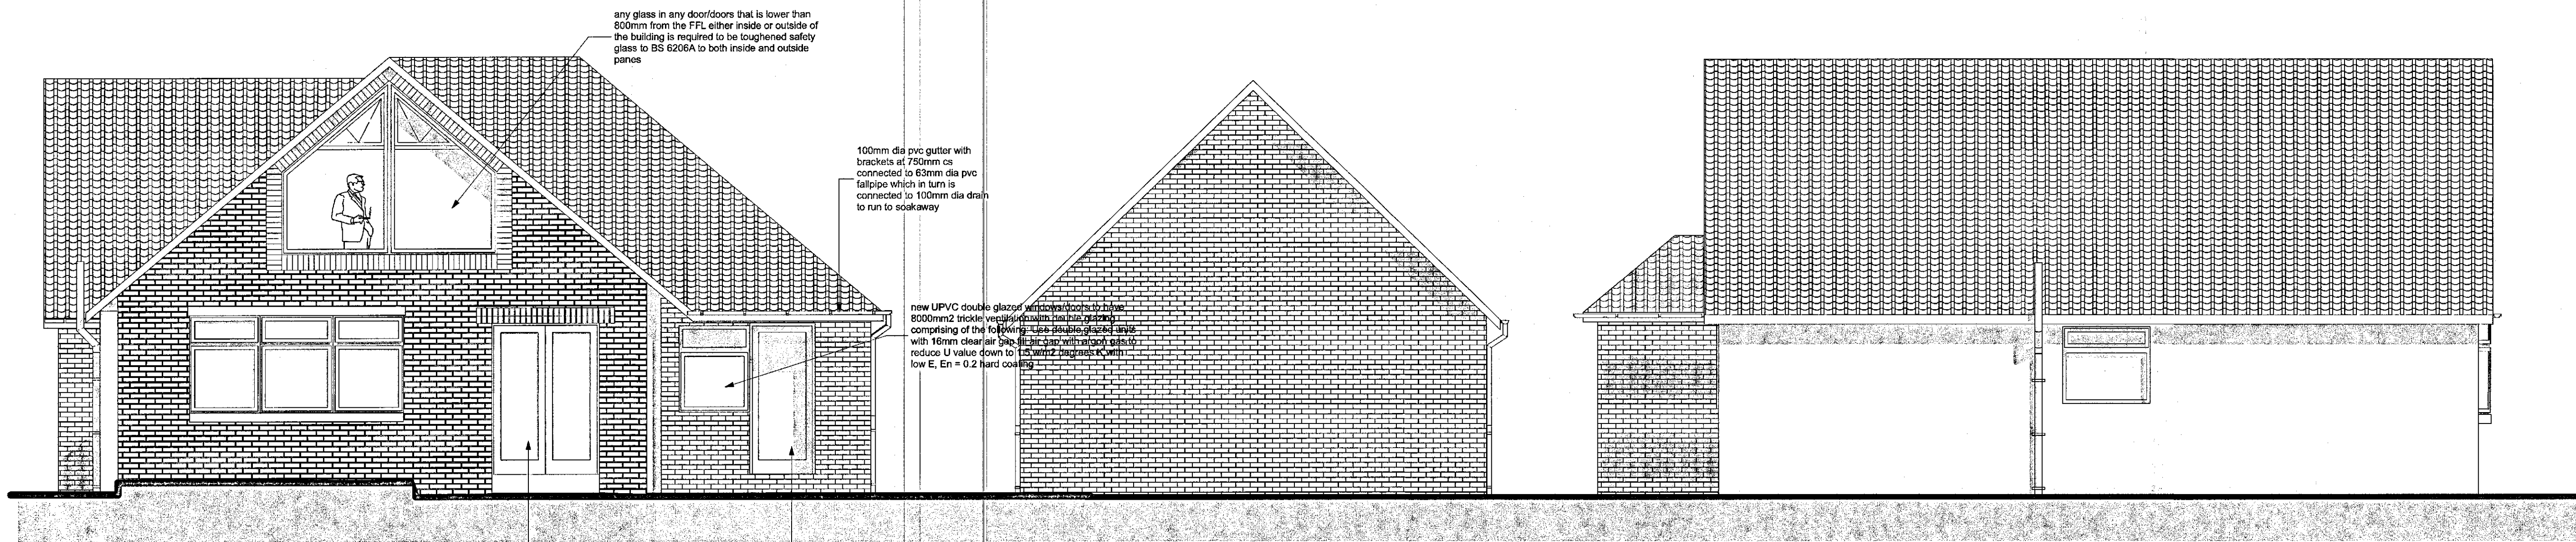 any glass in any door/doors that is lower than
800mm from the FFL either inside or outside of
the building is required to be toughened safety
glass to BS 6206A to both inside and outside
panes
100mm dia pvc gutter with
brackets at 750mm cs
connected to 63mm dia pvc
fallpipe which in turn is
connected to 100mm dia drain
to run to soakaway
new UPVC double glazed windows/doors to have
8000mm2 trickle ventilation with double glazing
comprising of the following: Use double glazed units
with 16mm clear air gap fill air gap with argon gas to
reduce U value down to 1.5 w/m2 degrees K with
low E, En = 0.2 hard coating